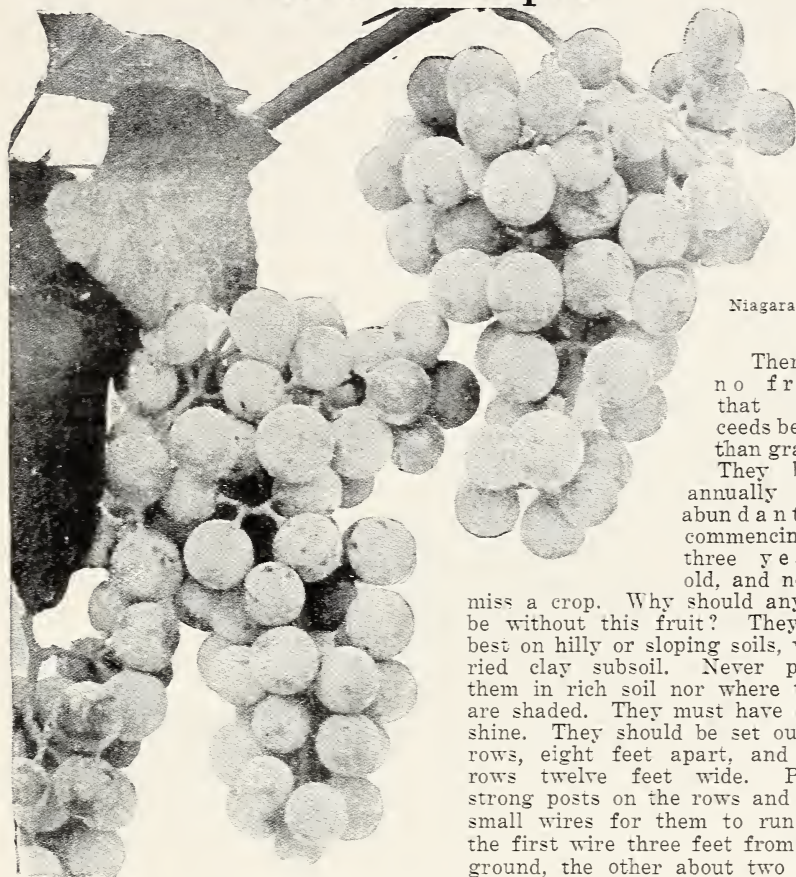 Niagara
Ther
no fr
that
ceeds be
than gra
They b
annually
abundant
commencin
three ye
old, and ne
miss a crop. Why should any
be without this fruit? They
best on hilly or sloping soils,
ried clay subsoil. Never p
them in rich soil nor where t
are shaded. They must have
shine. They should be set ou
rows, eight feet apart, and
rows twelve feet wide. P
strong posts on the rows and
small wires for them to run
the first wire three feet from
ground, the other about two